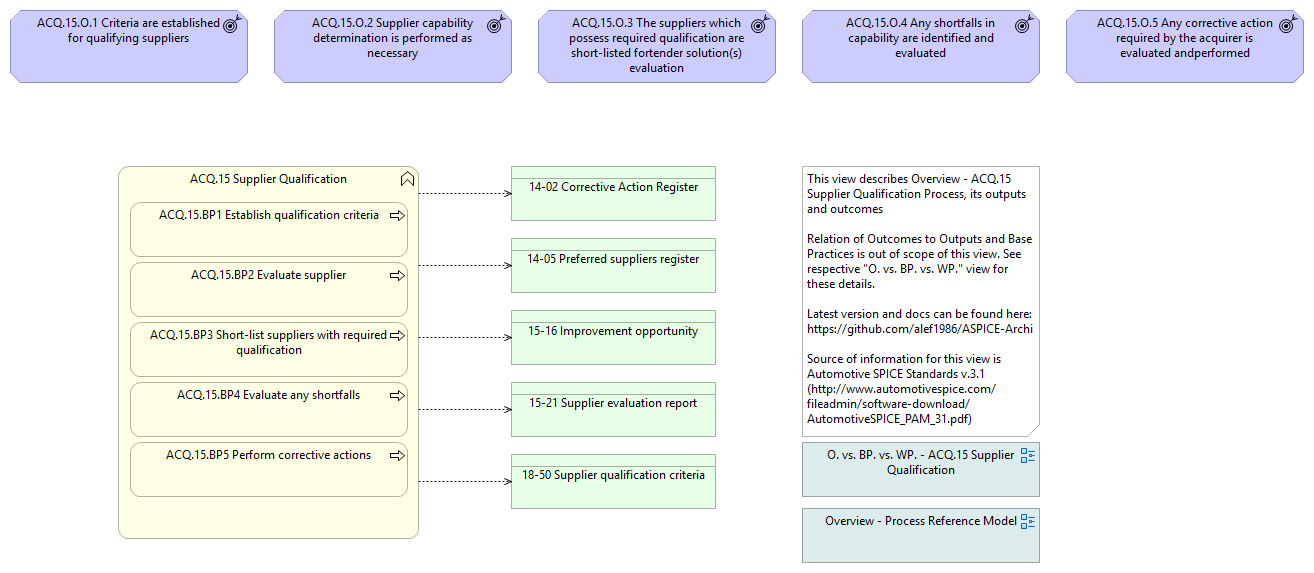 ACQ.15.O.1 Criteria are established
for qualifying suppliers
ACQ.15.O.2 Supplier capability
determination is performed as
necessary
ACQ.15.O.3 The suppliers which
possess required qualification are
short-listed fortender solution(s)
evaluation
ACQ.15.O.4 Any shortfalls in
capability are identified and
evaluated
ACQ.15.O.5 Any corrective action
required by the acquirer is
evaluated andperformed
ACQ.15 Supplier Qualification
ACQ.15.BP1 Establish qualification criteria
ACQ.15.BP2 Evaluate supplier
ACQ.15.BP3 Short-list suppliers with required
qualification
ACQ.15.BP4 Evaluate any shortfalls
ACQ.15.BP5 Perform corrective actions
14-02 Corrective Action Register
14-05 Preferred suppliers register
15-16 Improvement opportunity
15-21 Supplier evaluation report
18-50 Supplier qualification criteria
This view describes Overview - ACQ.15
Supplier Qualification Process, its outputs
and outcomes
Relation of Outcomes to Outputs and Base
Practices is out of scope of this view. See
respective "O. vs. BP. vs. WP." view for
these details.
Latest version and docs can be found here:
https://github.com/alef1986/ASPICE-Archi
Source of information for this view is
Automotive SPICE Standards v.3.1
(http://www.automotivespice.com/
fileadmin/software-download/
AutomotiveSPICE_PAM_31.pdf)
O. vs. BP. vs. WP. - ACQ.15 Supplier
Qualification
Overview - Process Reference Model